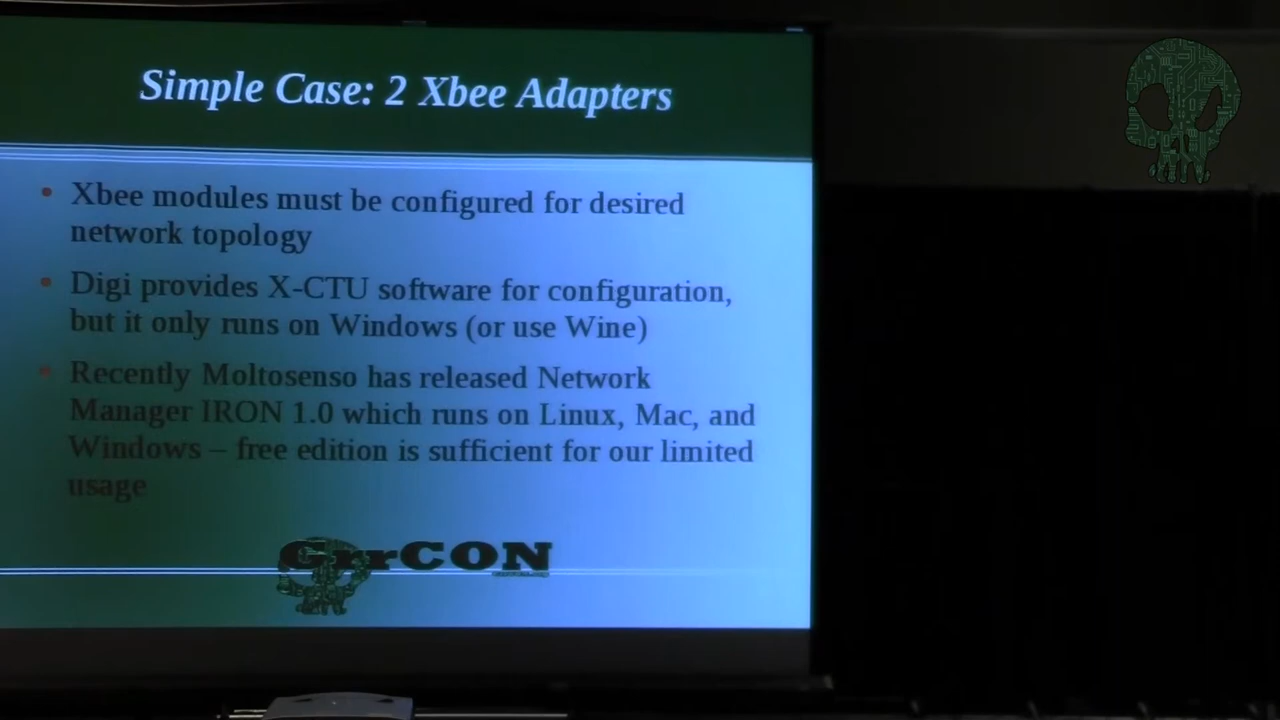 Simple Case: 2 Xbee Adapters
• Xbee modules must be configured for desired
network topology
• Digi provides X-CTU software for configuration,
but it only runs on Windows (or use Wine)
• Recently Moltosenso has released Network
Manager IRON 1.0 which runs on Linux, Mac, and
Windows – free edition is sufficient for our limited
usage
GrrCON